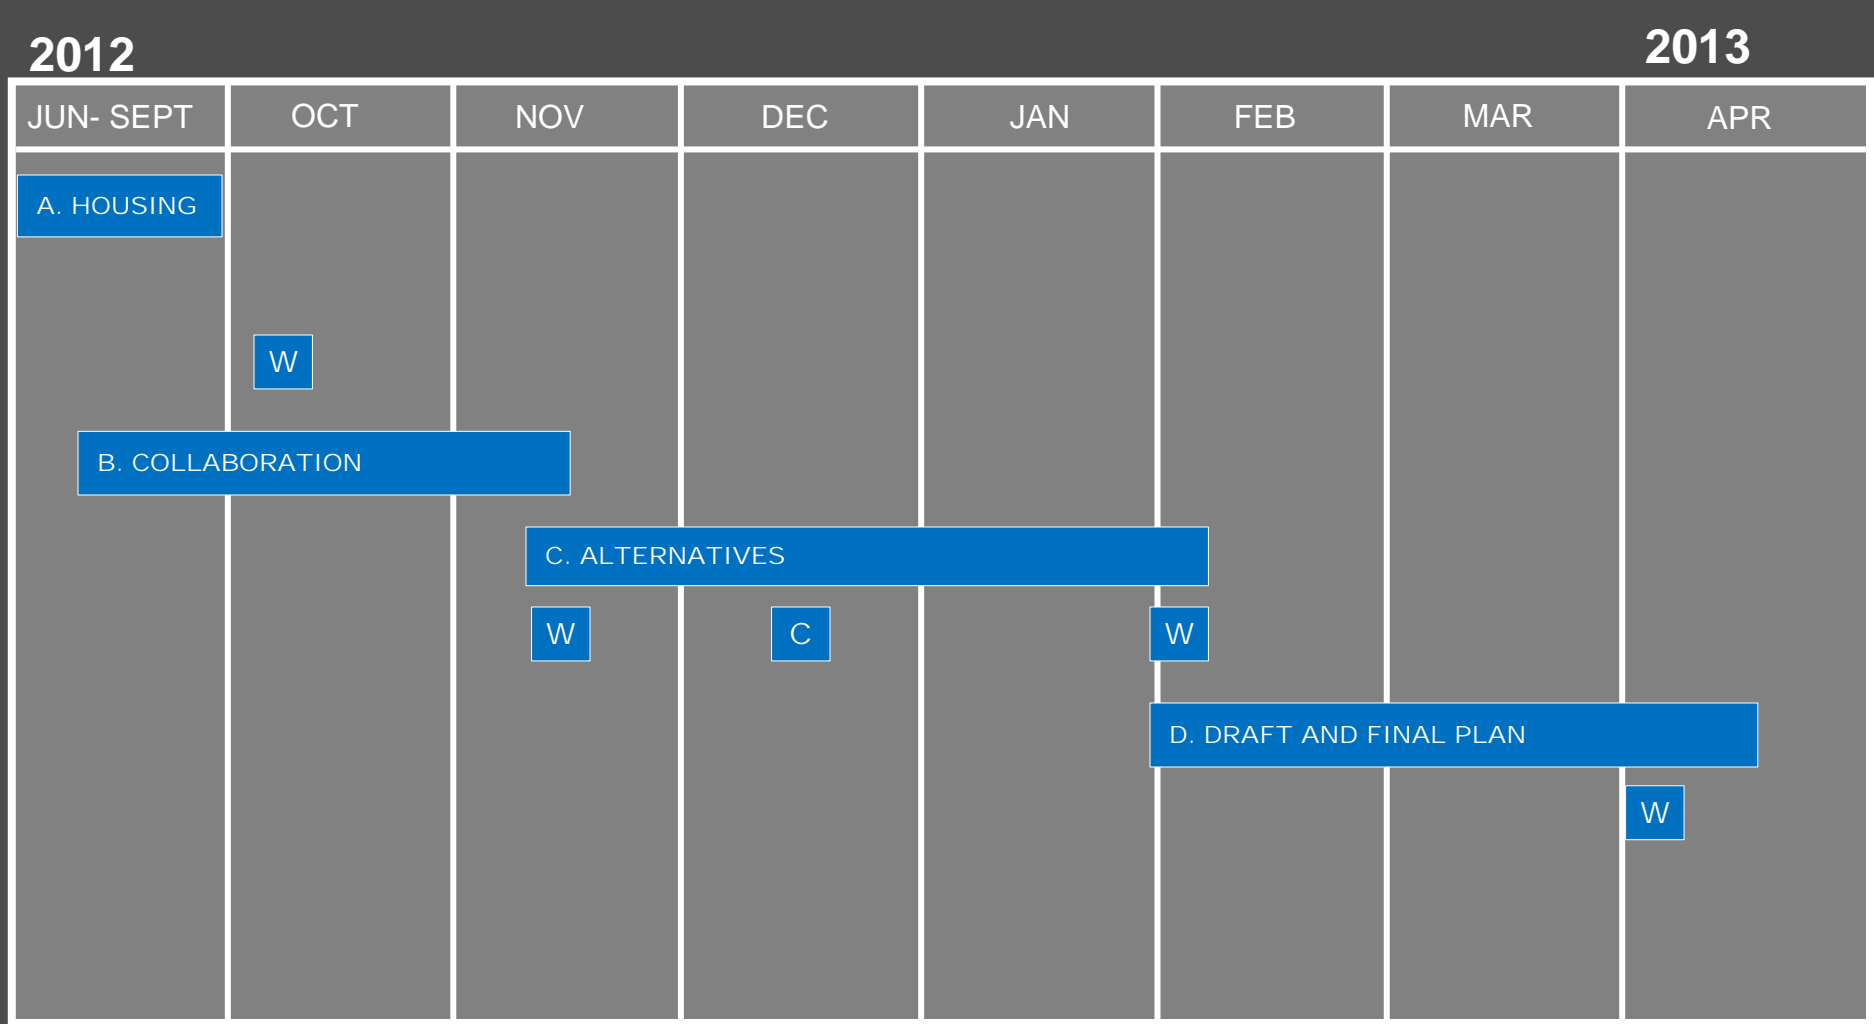 2012
2013
JUN- SEPT
OCT
NOV
DEC
JAN
FEB
MAR
APR
A. HOUSING
W
B. COLLABORATION
C. ALTERNATIVES
W
C
W
D. DRAFT AND FINAL PLAN
W